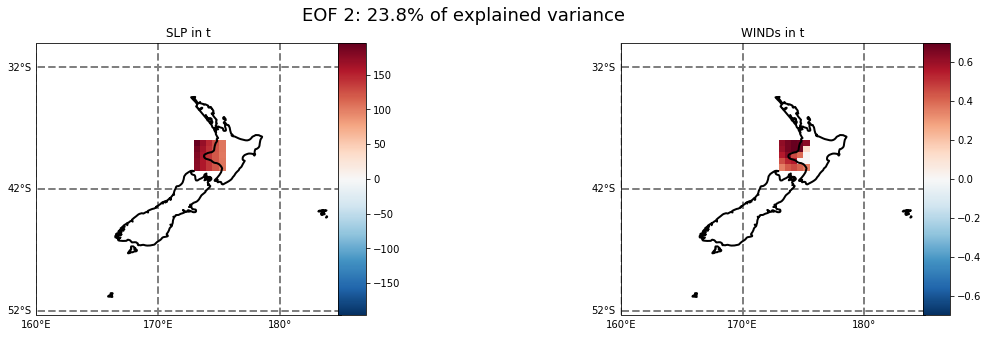 EOF 2: 23.8% of explained variance
SLP in t
32°S
42°S
52°S
160°E
170°E
180°
150
100
50
0
−50
−100
−150
WINDs in t
32°S
42°S
52°S
160°E
170°E
180°
0.6
0.4
0.2
0.0
−0.2
−0.4
−0.6